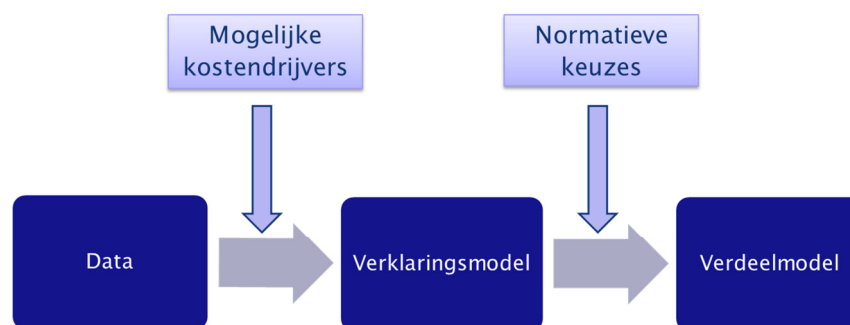 Mogelijke
kostendrijvers
Normatieve
keuzes
Data
Verklaringsmodel
Verdeelmodel